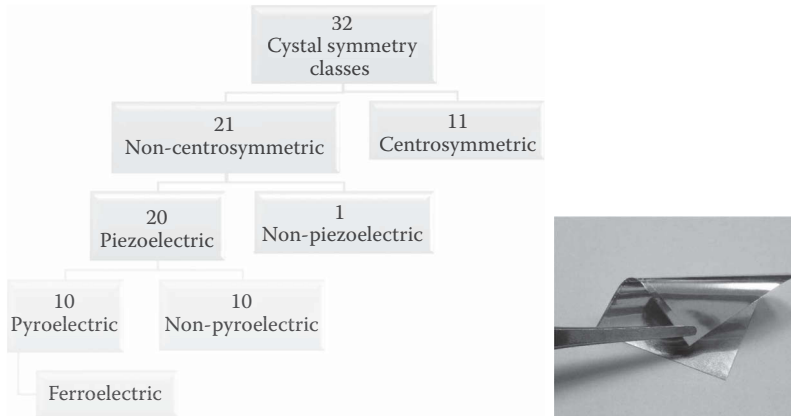 32
Cystal symmetry
classes
21
Non-centrosymmetric
11
Centrosymmetric
20
Piezoelectric
1
Non-piezoelectric
10
Pyroelectric
10
Non-pyroelectric
Ferroelectric